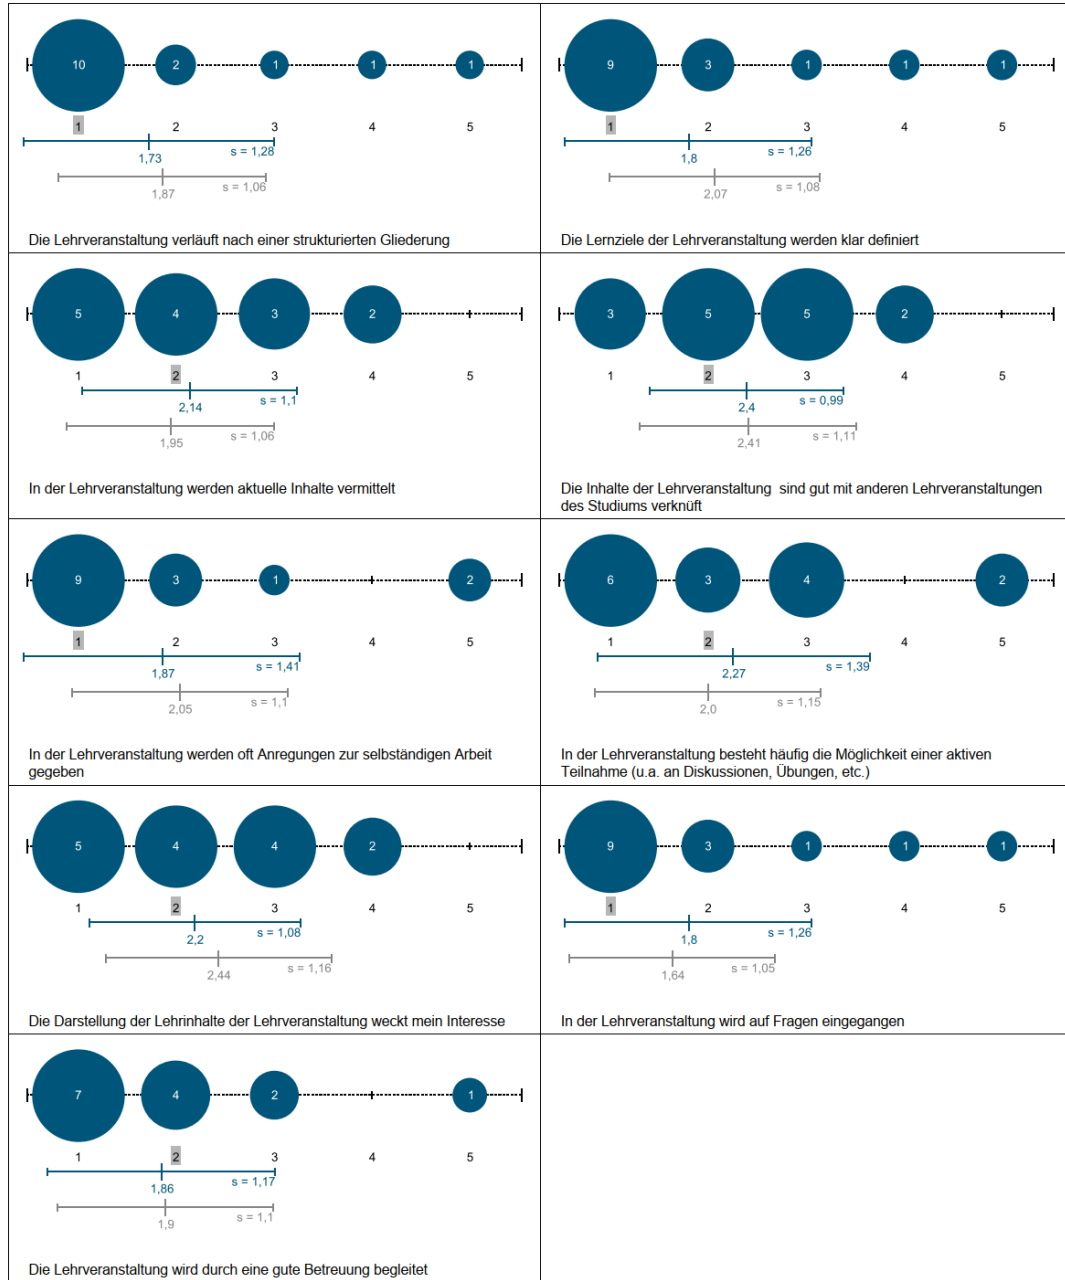 10 2 1 1 1
1 2 3 4 5
1,73 s = 1,28
1,87 s = 1,06
Die Lehrveranstaltung verläuft nach einer strukturierten Gliederung
9 3 1 1 1
1 2 3 4 5
1,8 s = 1,26
2,07 s = 1,08
Die Lernziele der Lehrveranstaltung werden klar definiert
5 4 3 2
1 2 3 4 5
2,14 s = 1,1
1,95 s = 1,06
In der Lehrveranstaltung werden aktuelle Inhalte vermittelt
3 5 5 2
1 2 3 4 5
2,4 s = 0,99
2,41 s = 1,11
Die Inhalte der Lehrveranstaltung sind gut mit anderen Lehrveranstaltungen
des Studiums verknüft
9 3 1 2
1 2 3 4 5
1,87 s = 1,41
2,05 s = 1,1
In der Lehrveranstaltung werden oft Anregungen zur selbständigen Arbeit
gegeben
6 3 4 2
1 2 3 4 5
2,27 s = 1,39
2,0 s = 1,15
In der Lehrveranstaltung besteht häufig die Möglichkeit einer aktiven
Teilnahme (u.a. an Diskussionen, Übungen, etc.)
5 4 4 2
1 2 3 4 5
2,2 s = 1,08
2,44 s = 1,16
Die Darstellung der Lehrinhalte der Lehrveranstaltung weckt mein Interesse
9 3 1 1 1
1 2 3 4 5
1,8 s = 1,26
1,64 s = 1,05
In der Lehrveranstaltung wird auf Fragen eingegangen
7 4 2 1
1 2 3 4 5
1,86 s = 1,17
1,9 s = 1,1
Die Lehrveranstaltung wird durch eine gute Betreuung begleitet